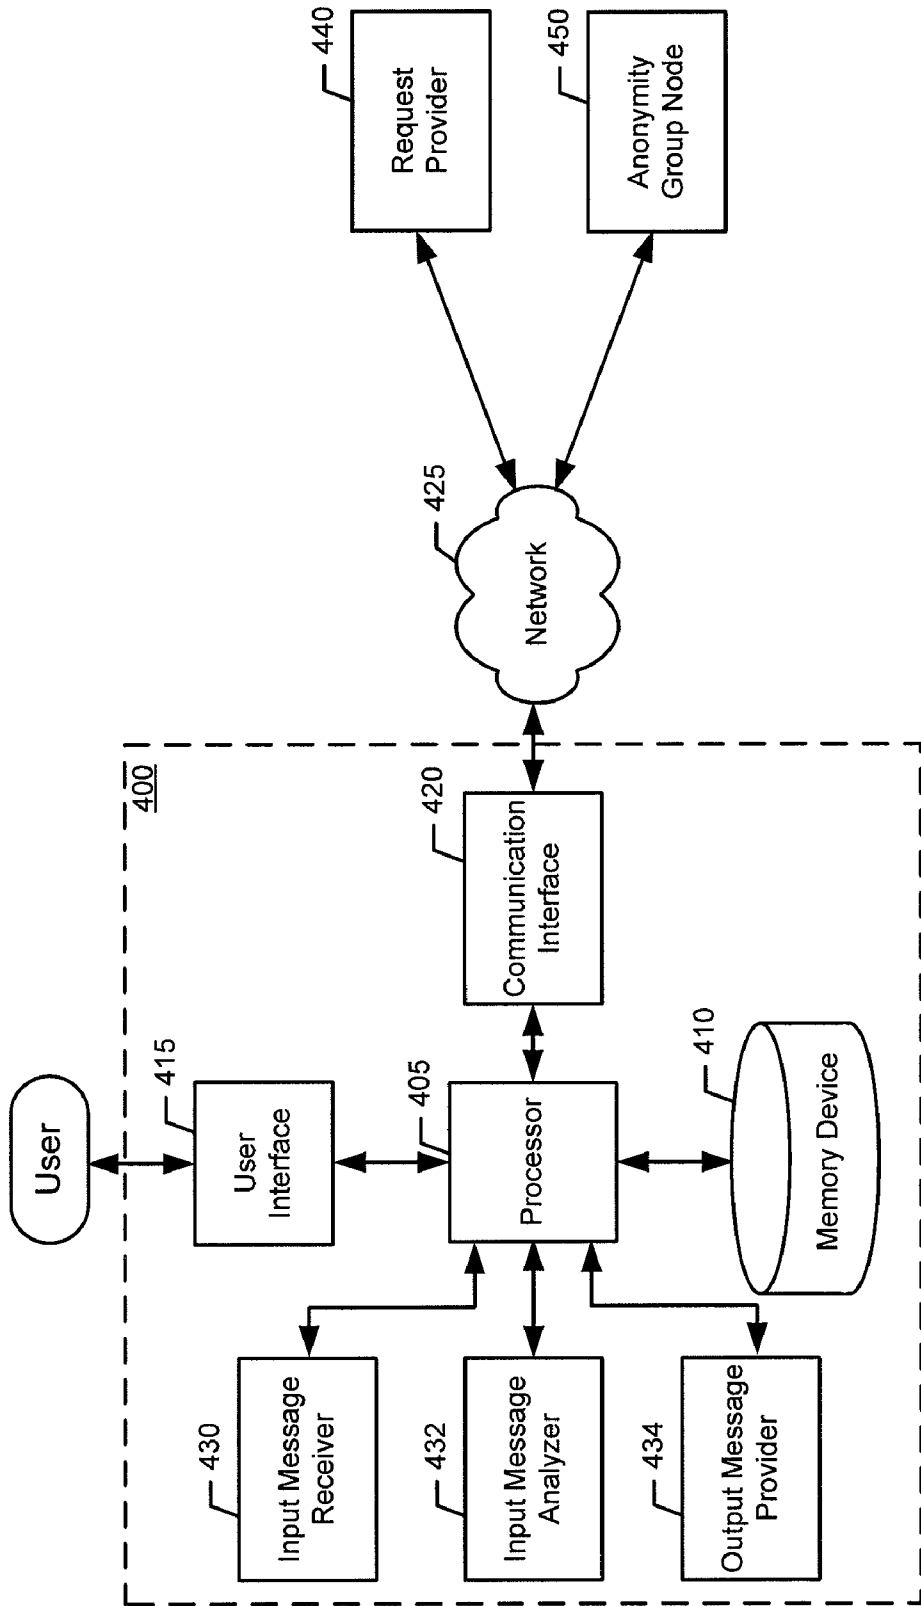 User
400
415
User
Interface
430
Input Message
Receiver
405
Processor
420
Communication
Interface
425
Network
440
Request
Provider
432
Input Message
Analyzer
450
Anonymity
Group Node
434
Output Message
Provider
410
Memory Device